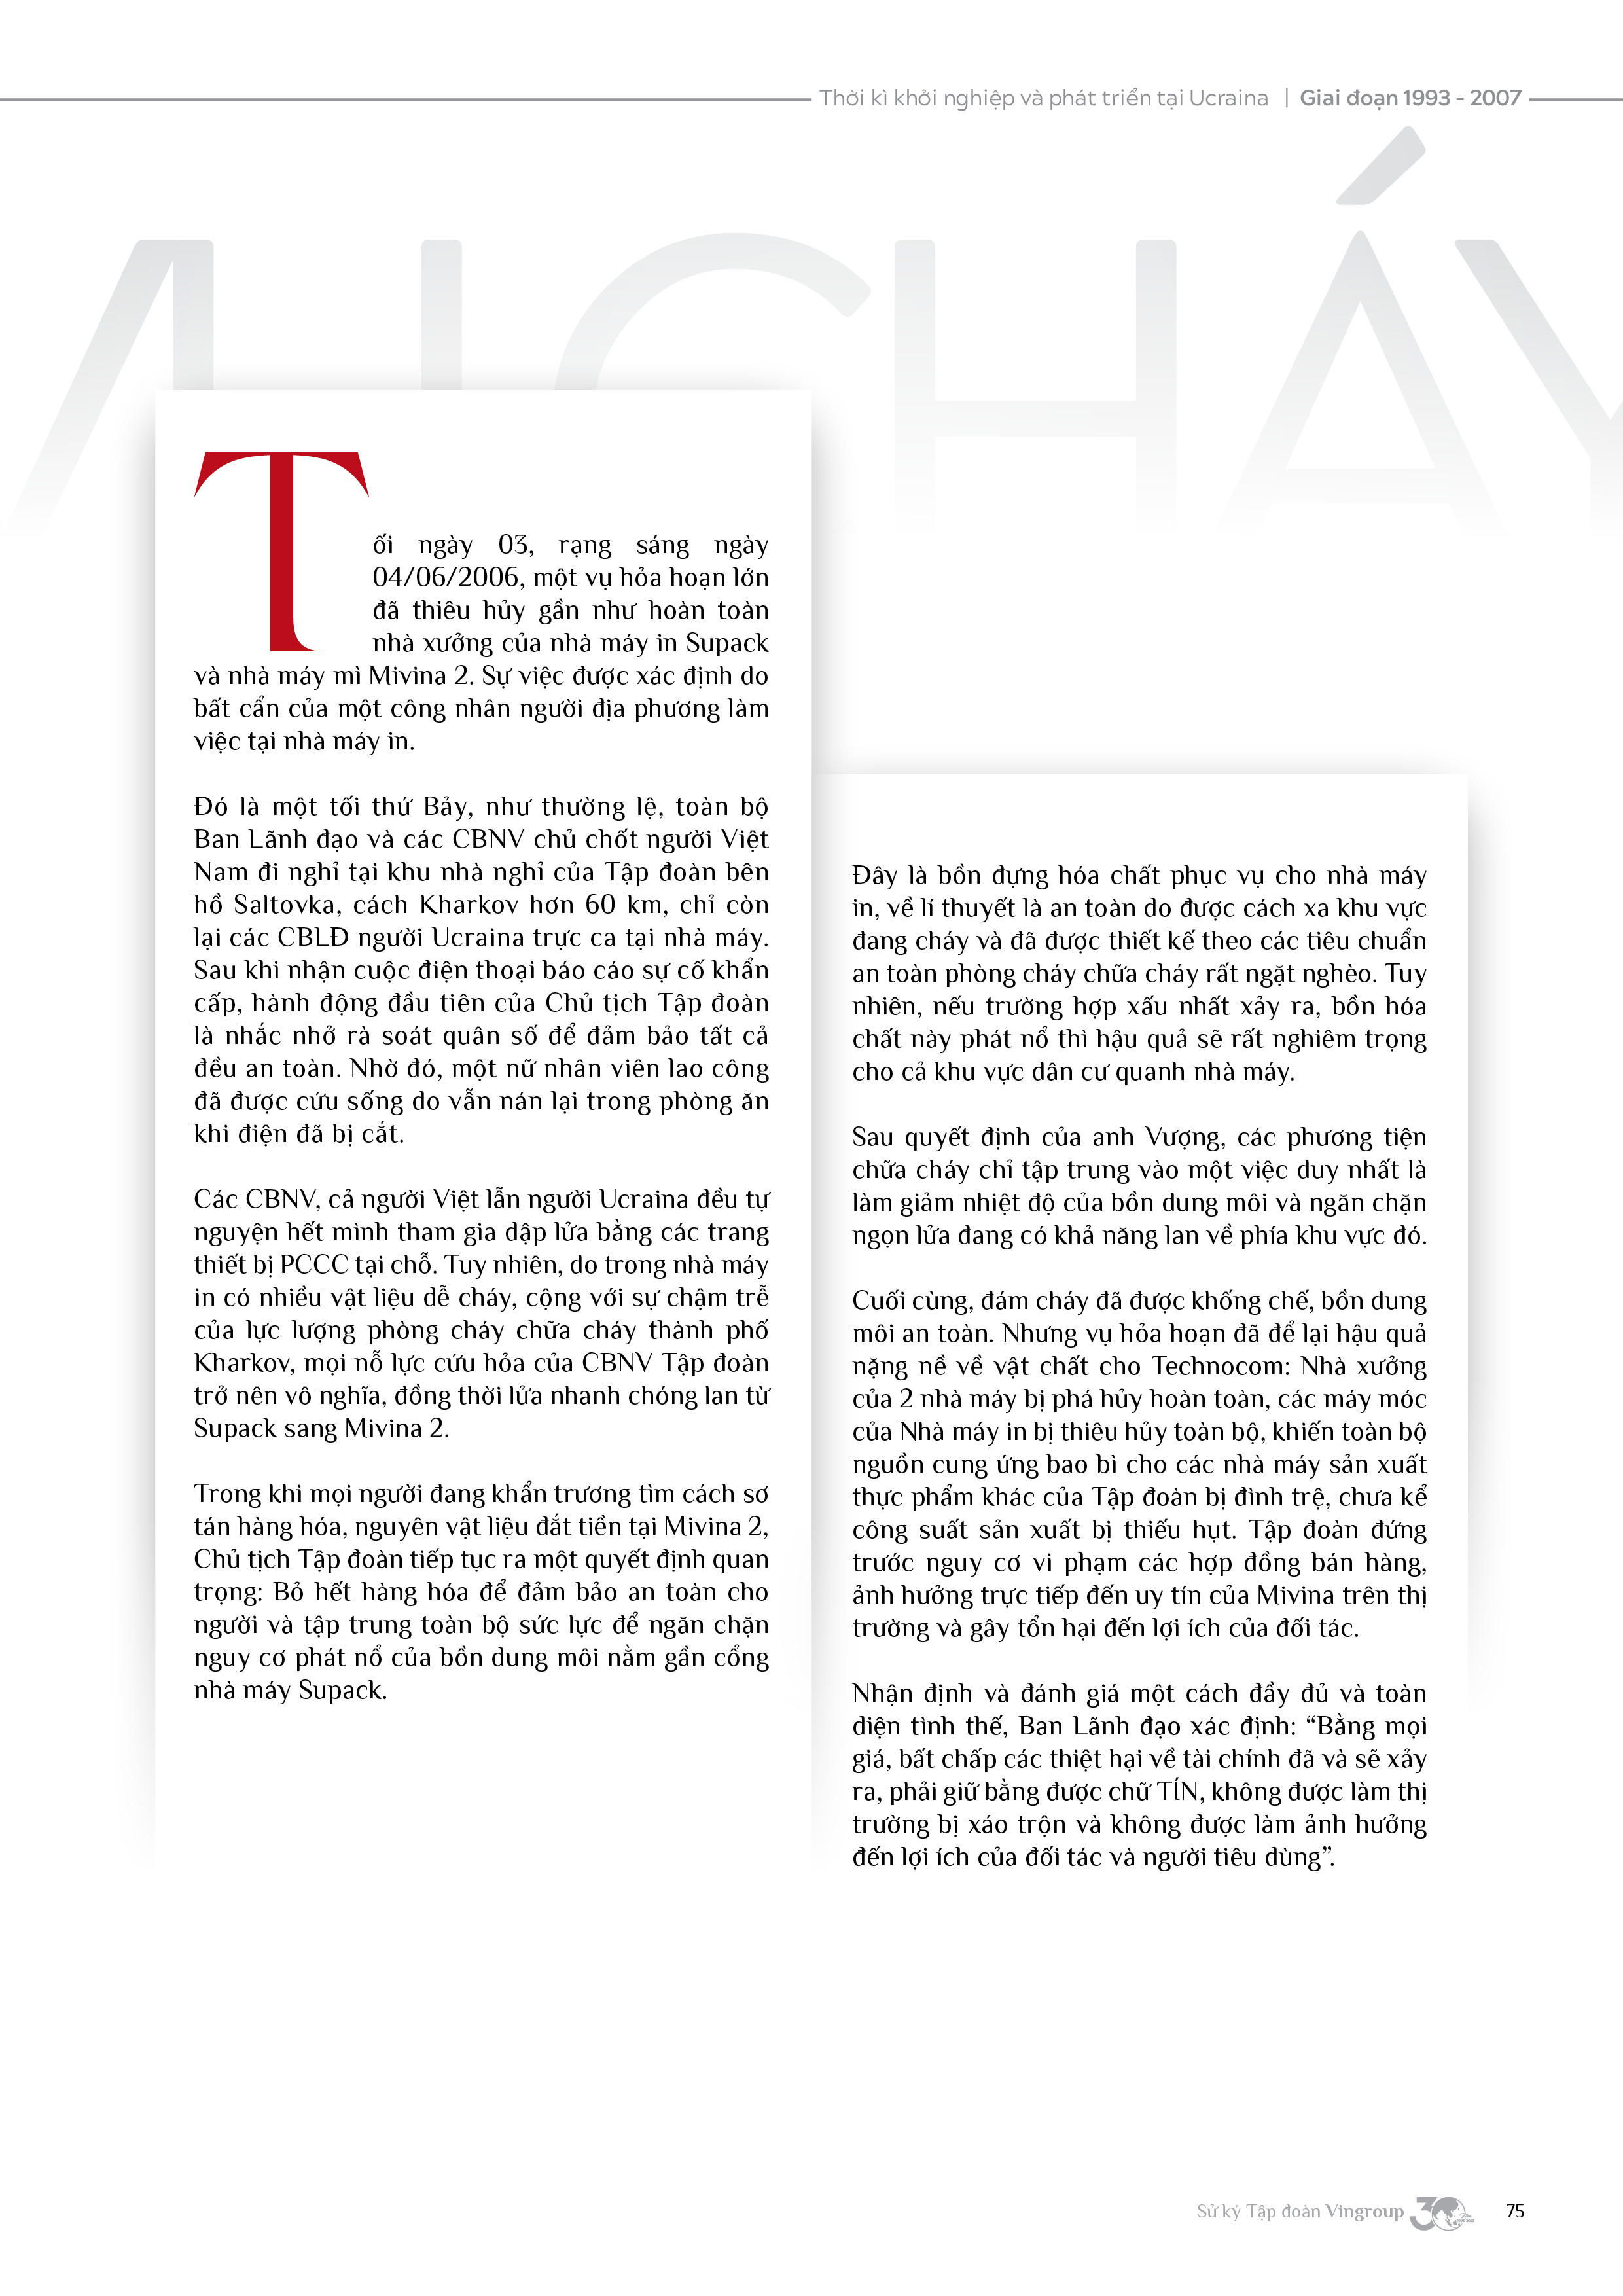 Thời kì khởi nghiệp và phát triển tại Ucraina | Giai đoạn 1993 - 2007
CHÁY
Tối ngày 03, rạng sáng ngày
04/06/2006, một vụ hỏa hoạn lớn
đã thiêu hủy gần như hoàn toàn
nhà xưởng của nhà máy in Supack
và nhà máy mì Mivina 2. Sự việc được xác định do
bất cẩn của một công nhân người địa phương làm
việc tại nhà máy in.
Đó là một tối thứ Bảy, như thường lệ, toàn bộ
Ban Lãnh đạo và các CBNV chủ chốt người Việt
Nam đi nghỉ tại khu nhà nghỉ của Tập đoàn bên
hồ Saltovka, cách Kharkov hơn 60 km, chỉ còn
lại các CBLĐ người Ucraina trực ca tại nhà máy.
Sau khi nhận cuộc điện thoại báo cáo sự cố khẩn
cấp, hành động đầu tiên của Chủ tịch Tập đoàn
là nhắc nhở rà soát quân số để đảm bảo tất cả
đều an toàn. Nhờ đó, một nữ nhân viên lao công
đã được cứu sống do vẫn nán lại trong phòng ăn
khi điện đã bị cắt.
Các CBNV, cả người Việt lẫn người Ucraina đều tự
nguyện hết mình tham gia dập lửa bằng các trang
thiết bị PCCC tại chỗ. Tuy nhiên, do trong nhà máy
in có nhiều vật liệu dễ cháy, cộng với sự chậm trễ
của lực lượng phòng cháy chữa cháy thành phố
Kharkov, mọi nỗ lực cứu hỏa của CBNV Tập đoàn
trở nên vô nghĩa, đồng thời lửa nhanh chóng lan từ
Supack sang Mivina 2.
Trong khi mọi người đang khẩn trương tìm cách sơ
tán hàng hóa, nguyên vật liệu đắt tiền tại Mivina 2,
Chủ tịch Tập đoàn tiếp tục ra một quyết định quan
trọng: Bỏ hết hàng hóa để đảm bảo an toàn cho
người và tập trung toàn bộ sức lực để ngăn chặn
nguy cơ phát nổ của bồn dung môi nằm gần cổng
nhà máy Supack.
Đây là bồn đựng hóa chất phục vụ cho nhà máy
in, về lí thuyết là an toàn do được cách xa khu vực
đang cháy và đã được thiết kế theo các tiêu chuẩn
an toàn phòng cháy chữa cháy rất ngặt nghèo. Tuy
nhiên, nếu trường hợp xấu nhất xảy ra, bồn hóa
chất này phát nổ thì hậu quả sẽ rất nghiêm trọng
cho cả khu vực dân cư quanh nhà máy.
Sau quyết định của anh Vượng, các phương tiện
chữa cháy chỉ tập trung vào một việc duy nhất là
làm giảm nhiệt độ của bồn dung môi và ngăn chặn
ngọn lửa đang có khả năng lan về phía khu vực đó.
Cuối cùng, đám cháy đã được khống chế, bồn dung
môi an toàn. Nhưng vụ hỏa hoạn đã để lại hậu quả
nặng nề về vật chất cho Technocom: Nhà xưởng
của 2 nhà máy bị phá hủy hoàn toàn, các máy móc
của Nhà máy in bị thiêu hủy toàn bộ, khiến toàn bộ
nguồn cung ứng bao bì cho các nhà máy sản xuất
thực phẩm khác của Tập đoàn bị đình trệ, chưa kể
công suất sản xuất bị thiếu hụt. Tập đoàn đứng
trước nguy cơ vi phạm các hợp đồng bán hàng,
ảnh hưởng trực tiếp đến uy tín của Mivina trên thị
trường và gây tổn hại đến lợi ích của đối tác.
Nhận định và đánh giá một cách đầy đủ và toàn
diện tình thế, Ban Lãnh đạo xác định: “Bằng mọi
giá, bất chấp các thiệt hại về tài chính đã và sẽ xảy
ra, phải giữ bằng được chữ TÍN, không được làm thị
trường bị xáo trộn và không được làm ảnh hưởng
đến lợi ích của đối tác và người tiêu dùng”.
Sử ký Tập đoàn Vingroup 30 75